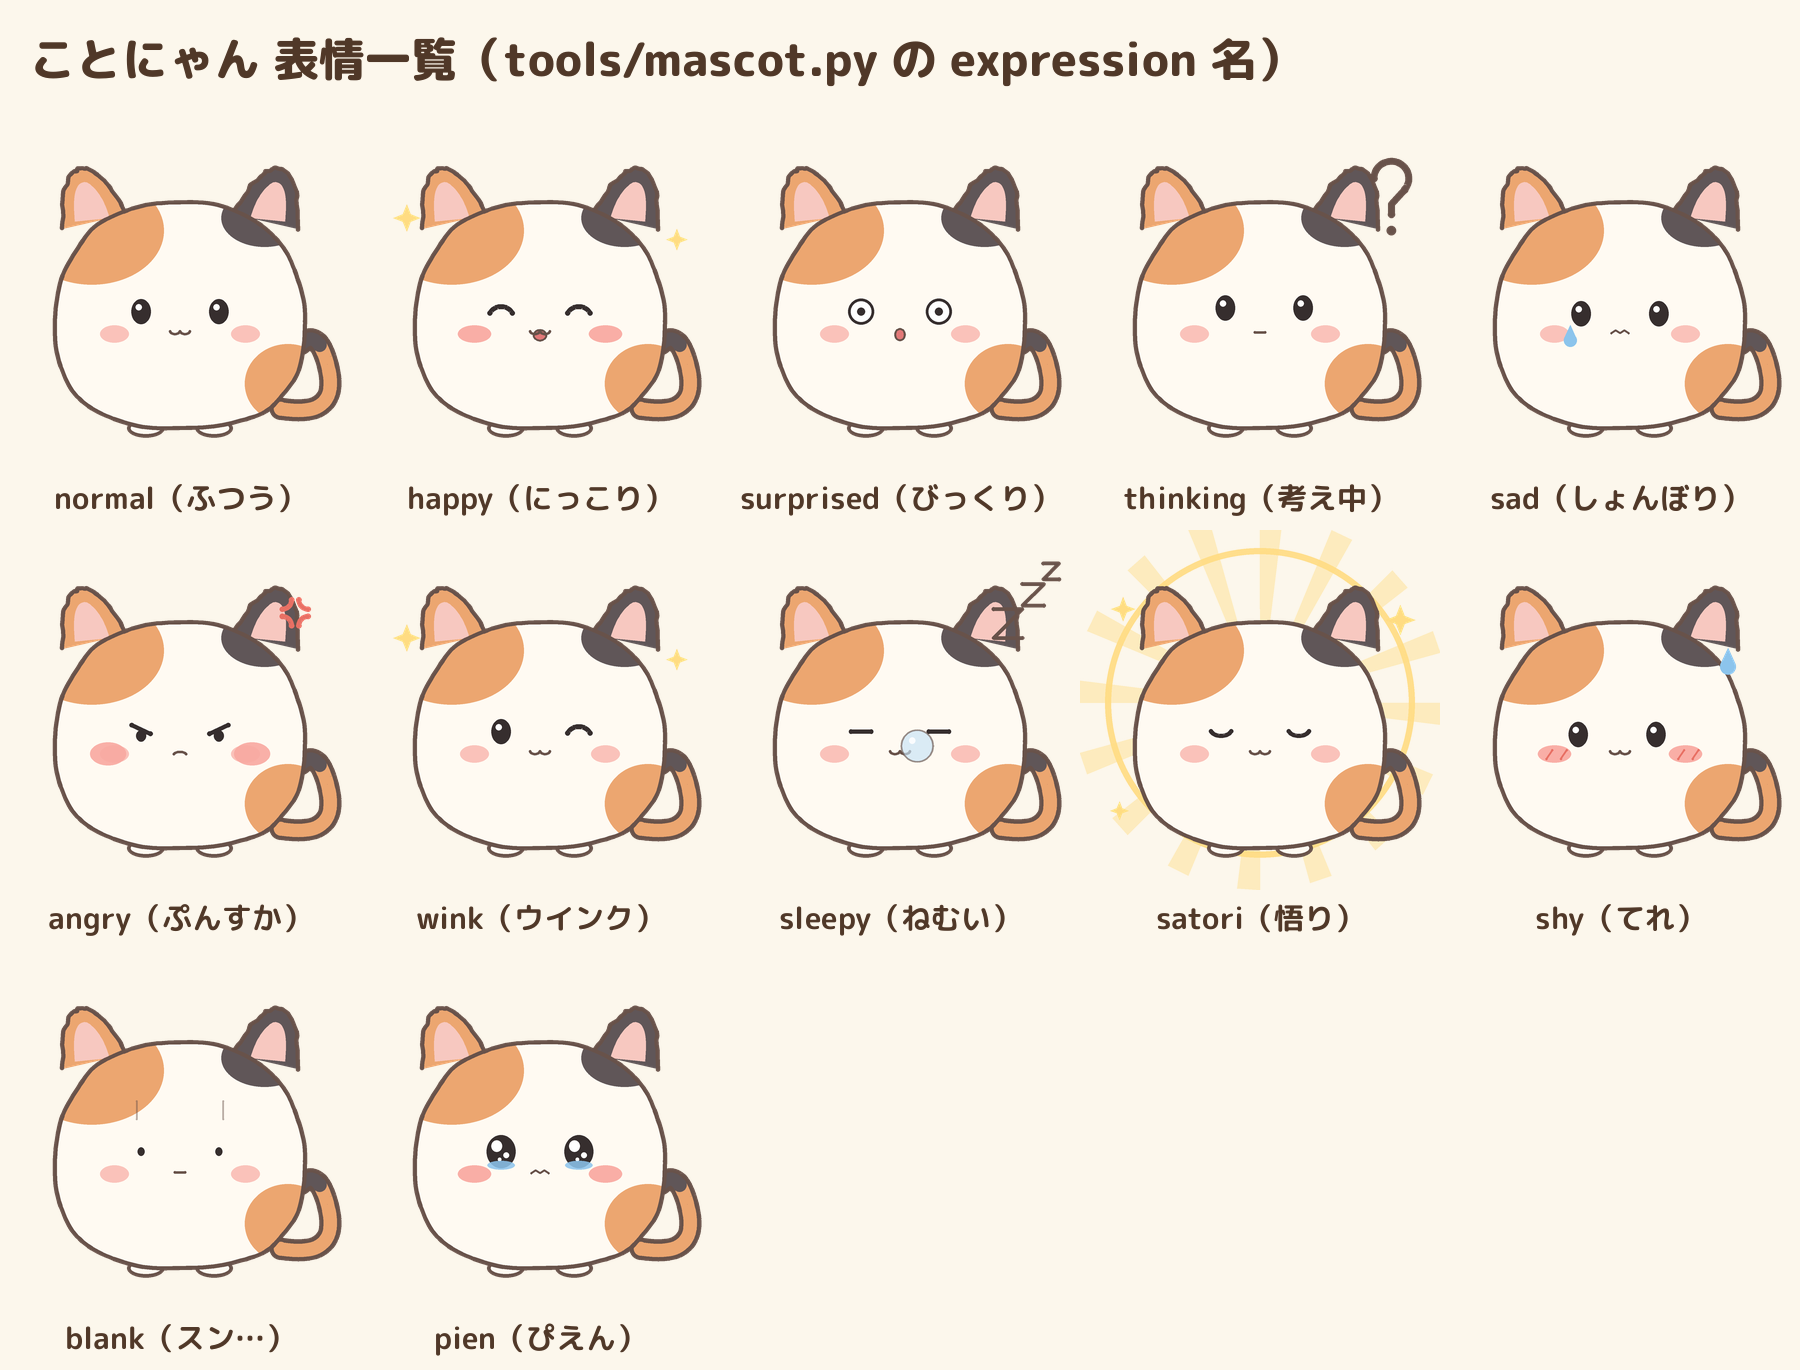 ことにゃん 表情一覧（tools/mascot.py の expression 名）
?
normal（ふつう）
happy（にっこり）
surprised（びっくり）
thinking（考え中）
sad（しょんぼり）
z
Z
Z
angry（ぷんすか）
wink（ウインク）
sleepy（ねむい）
satori（悟り）
shy（てれ）
blank（スン…）
pien（ぴえん）